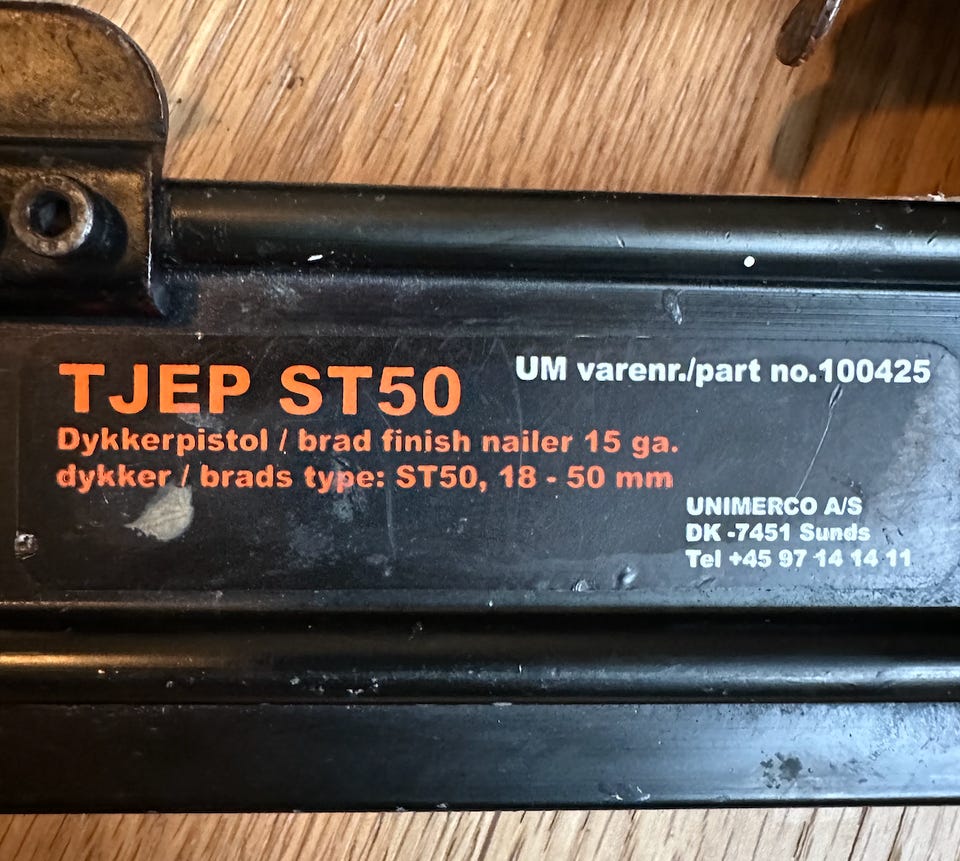 TJEP ST50
UM varenr./part no.100425
Dykkerpistol / brad finish nailer 15 ga.
dykker / brads type: ST50, 18 - 50 mm
UNIMERCO A/S
DK -7451 Sunds
Tel +45 97 14 14 11